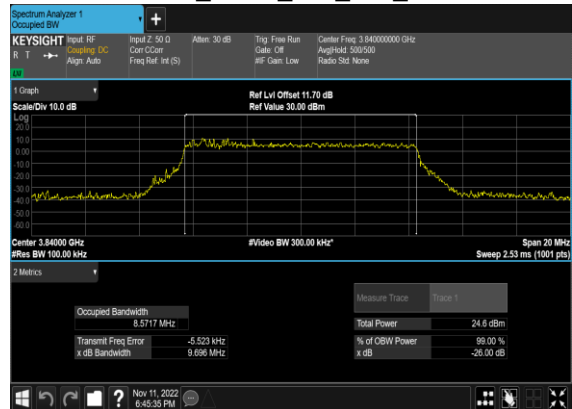 Spectrum Analyzer 1
Occupied BW
+
KEYSIGHT Input: RF Input Z: 50 Ω Atten: 30 dB Trig: Free Run Center Freq: 3.840000000 GHz
R T Coupling: DC Corr CCorr Gate: Off Avg|Hold: 500/500
Align: Auto Freq Ref: Int (S) #IF Gain: Low Radio Std: None
1 Graph
Ref Lvl Offset 11.70 dB
Scale/Div 10.0 dB Ref Value 30.00 dBm
Log
20.0
10.0
0.00
-10.0
-20.0
-30.0
-40.0
-50.0
-60.0
Center 3.84000 GHz #Video BW 300.00 kHz* Span 20 MHz
#Res BW 100.00 kHz Sweep 2.53 ms (1001 pts)
2 Metrics
Measure Trace Trace 1
Occupied Bandwidth
8.5717 MHz Total Power 24.6 dBm
Transmit Freq Error -5.523 kHz % of OBW Power 99.00 %
x dB Bandwidth 9.696 MHz x dB -26.00 dB
? Nov 11, 2022
6:45:35 PM